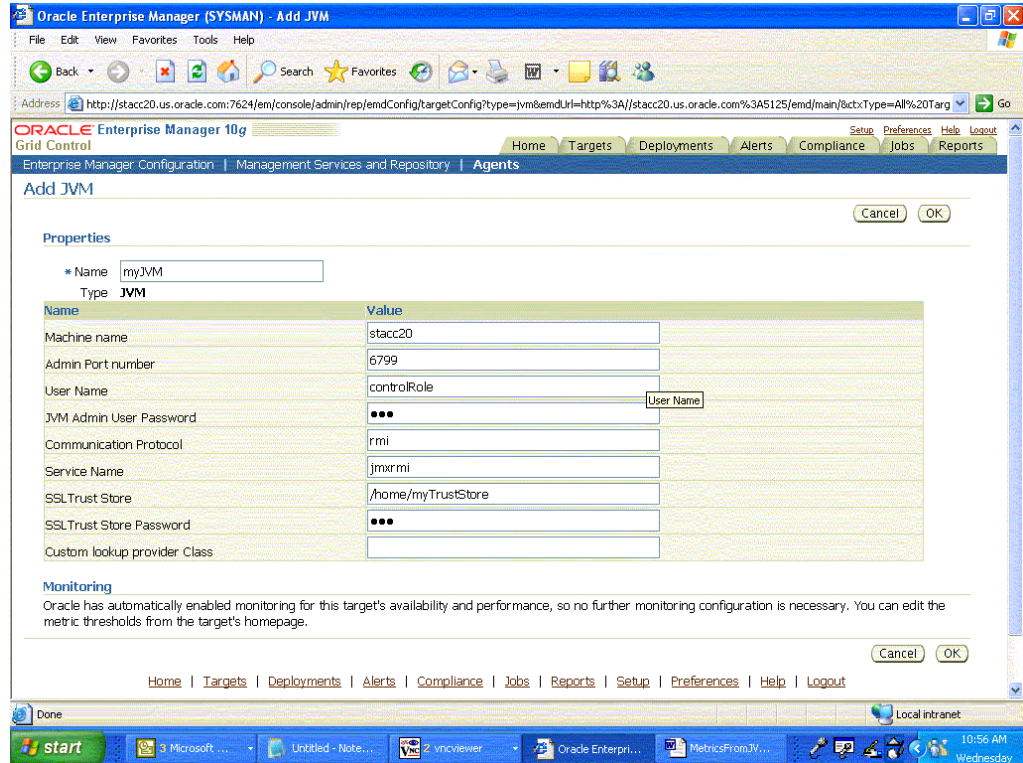 Oracle Enterprise Manager (SYSMAN) - Add JVM
File Edit View Favorites Tools Help
Back Search Favorites
Address http://stacc20.us.oracle.com:7624/em/console/admin/rep/emdConfig/targetConfig?type=jvm&emdUrl=http%3A//stacc20.us.oracle.com%3A5125/emd/main/&ctxType=All%20Targ Go
ORACLE Enterprise Manager 10g
Grid Control
Setup Preferences Help Logout
Home Targets Deployments Alerts Compliance Jobs Reports
Enterprise Manager Configuration | Management Services and Repository | Agents
Add JVM
Cancel OK
Properties
* Name myJVM
Type JVM
Name Value
Machine name stacc20
Admin Port number 6799
User Name controlRole
User Name
JVM Admin User Password •••
Communication Protocol rmi
Service Name jmxrmi
SSLTrust Store /home/myTrustStore
SSLTrust Store Password •••
Custom lookup provider Class
Monitoring
Oracle has automatically enabled monitoring for this target's availability and performance, so no further monitoring configuration is necessary. You can edit the
metric thresholds from the target's homepage.
Cancel OK
Home | Targets | Deployments | Alerts | Compliance | Jobs | Reports | Setup | Preferences | Help | Logout
Done Local intranet
start 3 Microsoft ... Untitled - Note... 2 vncviewer Oracle Enterpri... MetricsFromJV... 10:56 AM
Wednesday